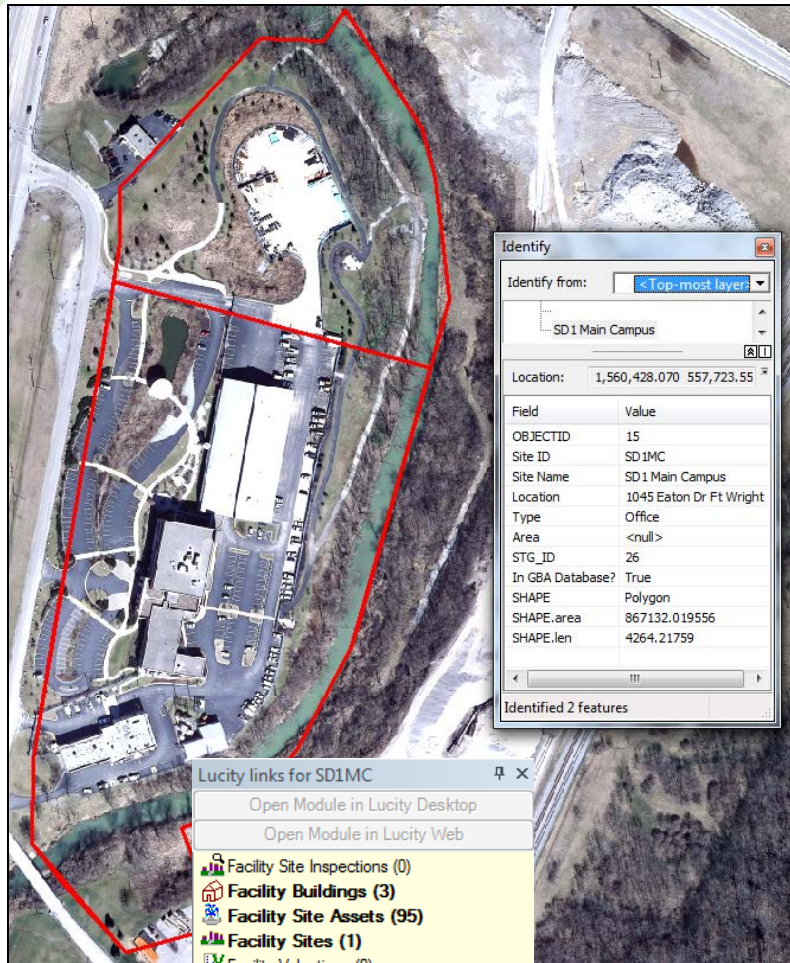 Identify
Identify from: <Top-most layer>
SD1 Main Campus
Location: 1,560,428.070 557,723.55
Field Value
OBJECTID 15
Site ID SD1MC
Site Name SD1 Main Campus
Location 1045 Eaton Dr Ft Wright
Type Office
Area <null>
STG_ID 26
In GBA Database? True
SHAPE Polygon
SHAPE.area 867132.019556
SHAPE.len 4264.21759
Identified 2 features
Lucity links for SD1MC
Open Module in Lucity Desktop
Open Module in Lucity Web
Facility Site Inspections (0)
Facility Buildings (3)
Facility Site Assets (95)
Facility Sites (1)